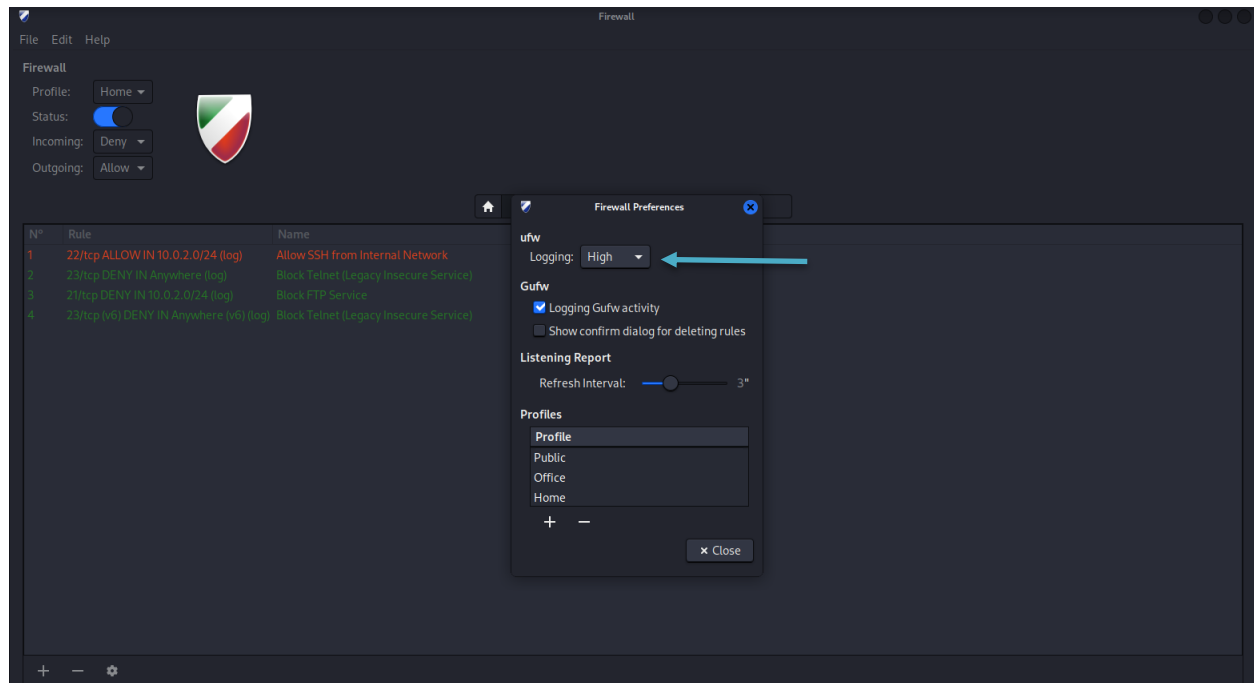 Firewall
File Edit Help
Firewall
Profile: Home
Status:
Incoming: Deny
Outgoing: Allow
Nº Rule Name
1 22/tcp ALLOW IN 10.0.2.0/24 (log) Allow SSH from Internal Network
2 23/tcp DENY IN Anywhere (log) Block Telnet (Legacy Insecure Service)
3 21/tcp DENY IN 10.0.2.0/24 (log) Block FTP Service
4 23/tcp (v6) DENY IN Anywhere (v6) (log) Block Telnet (Legacy Insecure Service)
Firewall Preferences
ufw
Logging: High
Gufw
Logging Gufw activity
Show confirm dialog for deleting rules
Listening Report
Refresh Interval: 3"
Profiles
Profile
Public
Office
Home
+ −
× Close
+ −